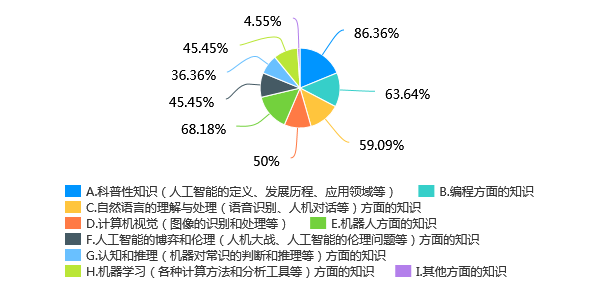 4.55%
86.36%
45.45%
36.36%
63.64%
45.45%
68.18%
59.09%
50%
A.科普性知识（人工智能的定义、发展历程、应用领域等） B.编程方面的知识
C.自然语言的理解与处理（语音识别、人机对话等）方面的知识
D.计算机视觉（图像的识别和处理等） E.机器人方面的知识
F.人工智能的博弈和伦理（人机大战、人工智能的伦理问题等）方面的知识
G.认知和推理（机器对常识的判断和推理等）方面的知识
H.机器学习（各种计算方法和分析工具等）方面的知识 I.其他方面的知识